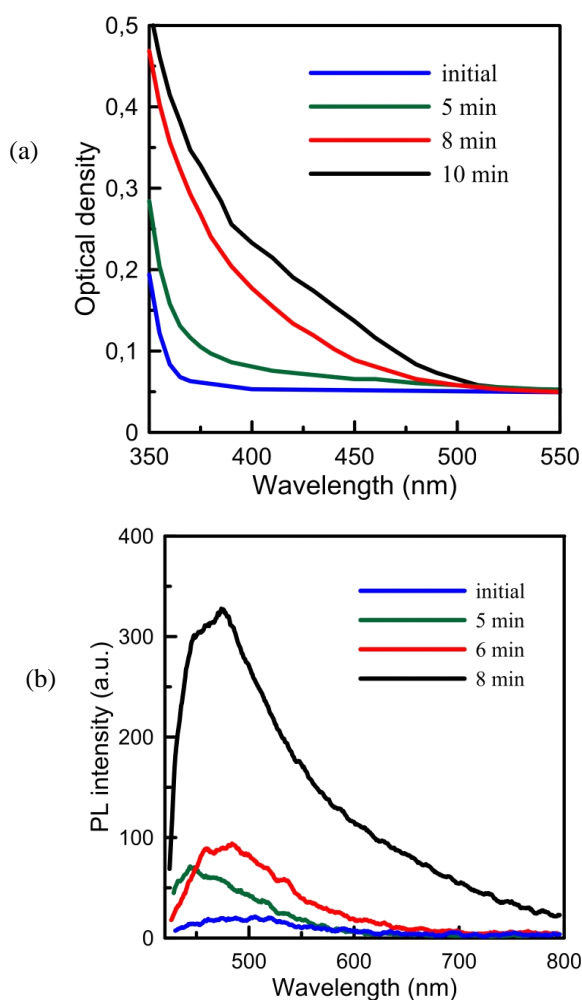 (a)
Optical density
0,5
0,4
0,3
0,2
0,1
0
initial
5 min
8 min
10 min
350 400 450 500 550
Wavelength (nm)
(b)
PL intensity (a.u.)
400
300
200
100
0
initial
5 min
6 min
8 min
500 600 700 800
Wavelength (nm)